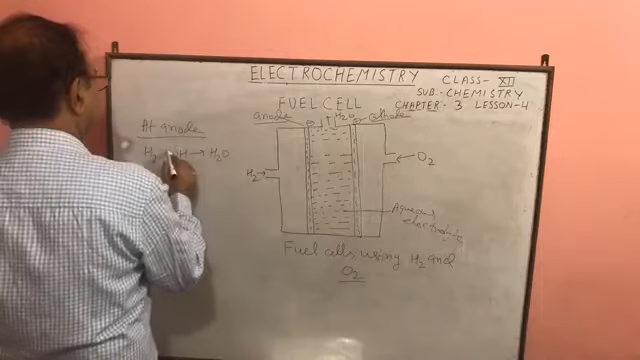 ELECTROCHEMISTRY
CLASS- XII
SUB:- CHEMISTRY
CHAPTER- 3 LESSON-4
FUEL CELL
anode
H2O
cathode
At anode
H2 OH → H2O
H2 →
← O2
Aqueous
electrolyte
Fuel cells using H2 and
O2